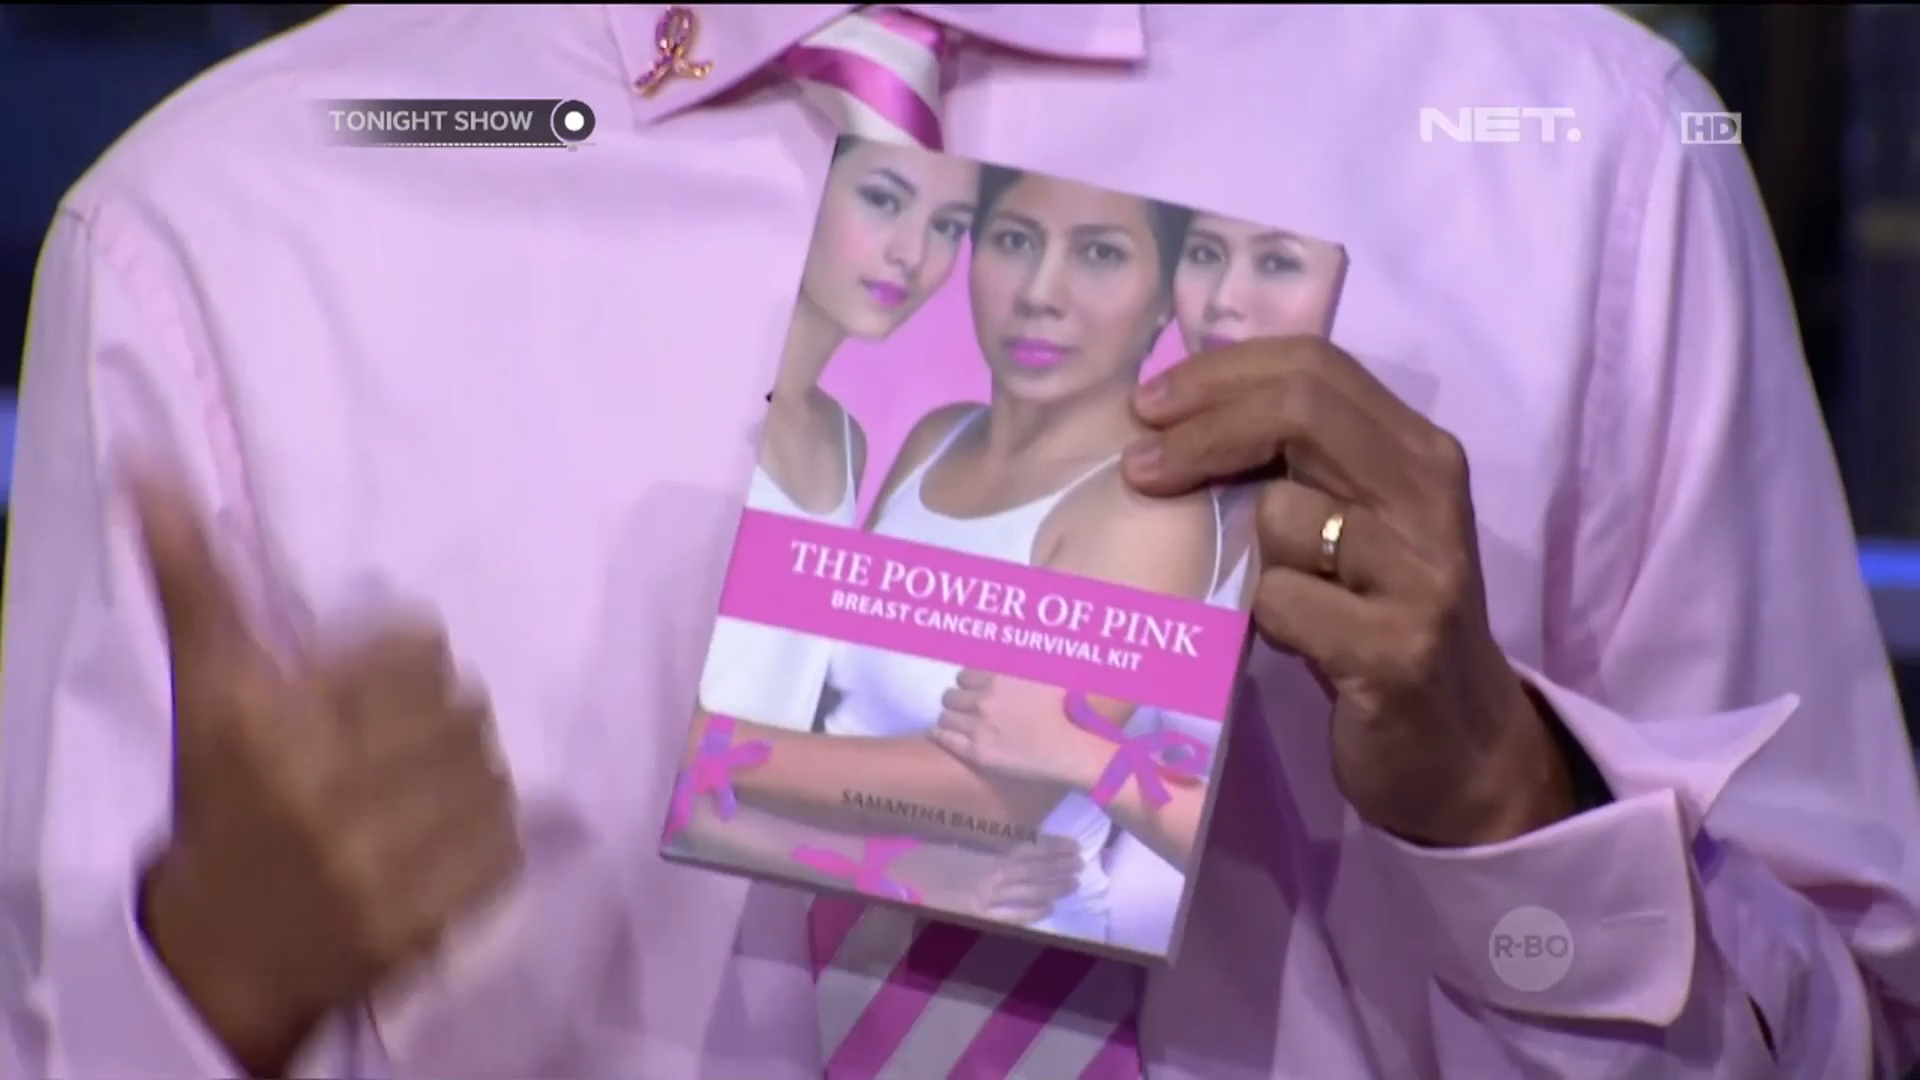 TONIGHT SHOW
NET.
HD
THE POWER OF PINK
BREAST CANCER SURVIVAL KIT
SAMANTHA BARBARA
R-BO